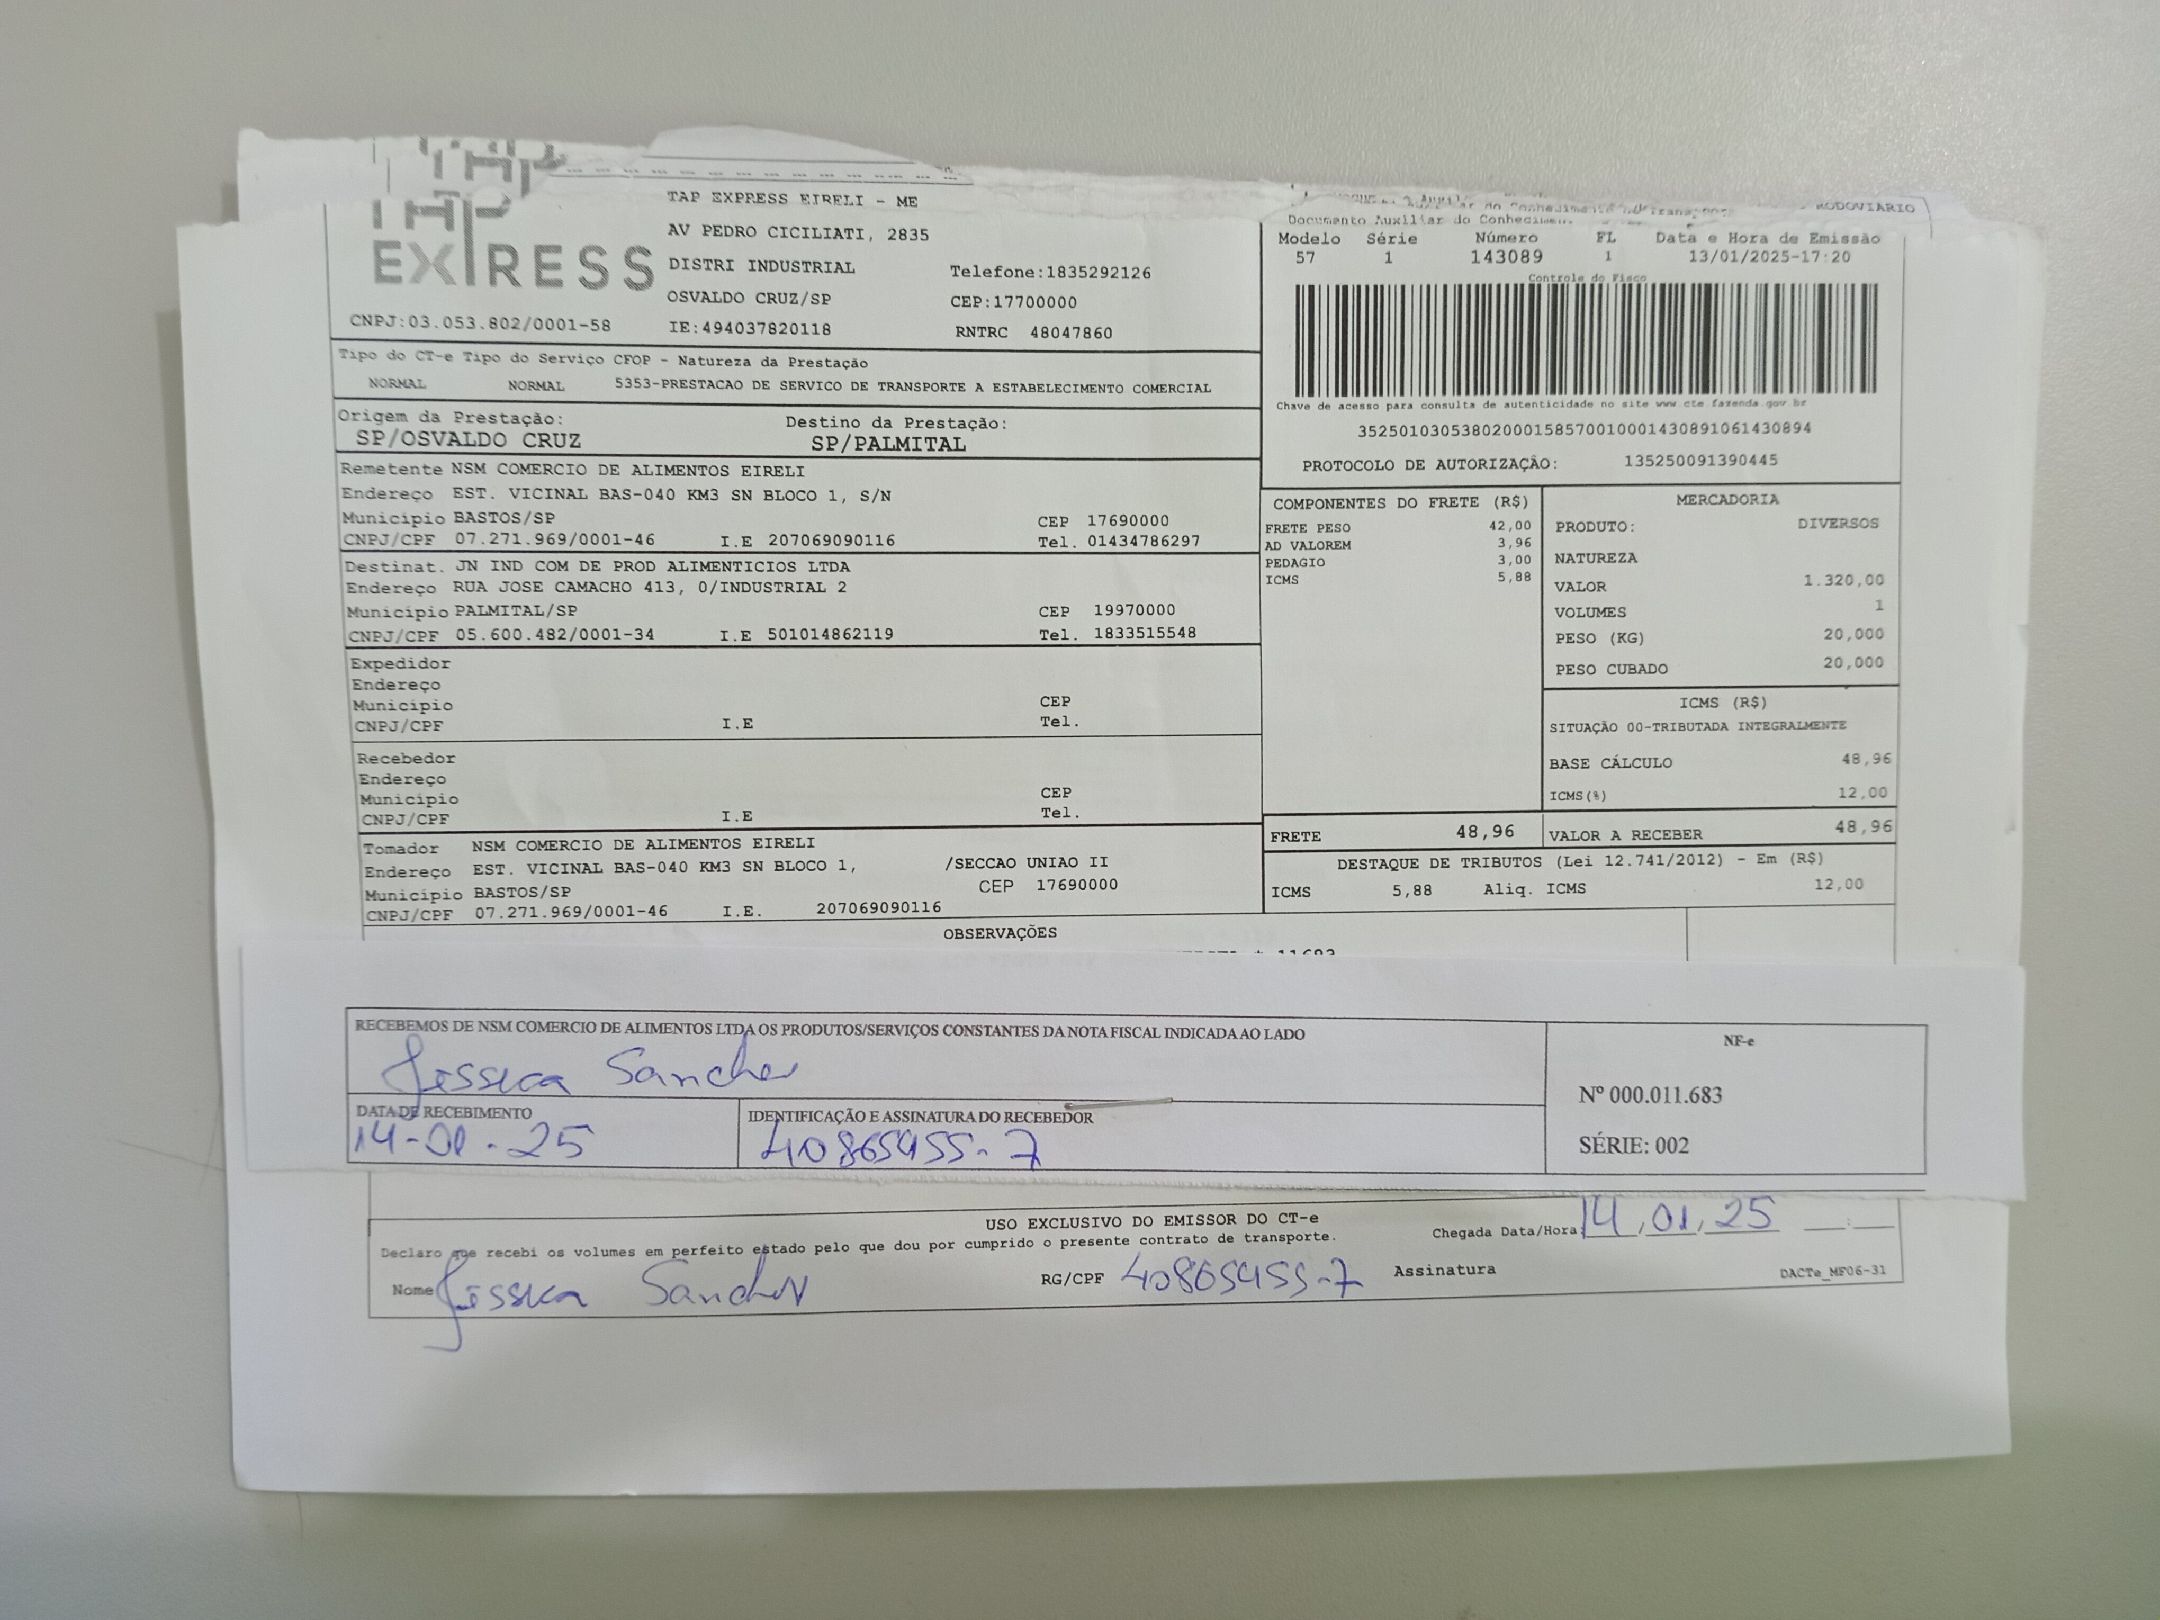 TAP
TAP EXPRESS
TAP EXPRESS EIRELI - ME
AV PEDRO CICILIATI, 2835
DISTRI INDUSTRIAL Telefone:1835292126
OSVALDO CRUZ/SP CEP:17700000
CNPJ:03.053.802/0001-58 IE:494037820118 RNTRC 48047860
RODOVIARIO
Documento Auxiliar do Conhecimen
Modelo Série Número FL Data e Hora de Emissão
57 1 143089 1 13/01/2025-17:20
Controle do Fisco
Chave de acesso para consulta de autenticidade no site www.cte.fazenda.gov.br
35250103053802000158570010001430891061430894
PROTOCOLO DE AUTORIZAÇÃO: 135250091390445
Tipo do CT-e Tipo do Serviço CFOP - Natureza da Prestação
NORMAL NORMAL 5353-PRESTACAO DE SERVICO DE TRANSPORTE A ESTABELECIMENTO COMERCIAL
Origem da Prestação: Destino da Prestação:
SP/OSVALDO CRUZ SP/PALMITAL
Remetente NSM COMERCIO DE ALIMENTOS EIRELI
Endereço EST. VICINAL BAS-040 KM3 SN BLOCO 1, S/N
Município BASTOS/SP CEP 17690000
CNPJ/CPF 07.271.969/0001-46 I.E 207069090116 Tel. 01434786297
Destinat. JN IND COM DE PROD ALIMENTICIOS LTDA
Endereço RUA JOSE CAMACHO 413, 0/INDUSTRIAL 2
Município PALMITAL/SP CEP 19970000
CNPJ/CPF 05.600.482/0001-34 I.E 501014862119 Tel. 1833515548
Expedidor
Endereço
Município CEP
CNPJ/CPF I.E Tel.
Recebedor
Endereço
Município CEP
CNPJ/CPF I.E Tel.
Tomador NSM COMERCIO DE ALIMENTOS EIRELI
Endereço EST. VICINAL BAS-040 KM3 SN BLOCO 1, /SECCAO UNIAO II
Município BASTOS/SP CEP 17690000
CNPJ/CPF 07.271.969/0001-46 I.E. 207069090116
COMPONENTES DO FRETE (R$)
FRETE PESO 42,00
AD VALOREM 3,96
PEDAGIO 3,00
ICMS 5,88
MERCADORIA
PRODUTO: DIVERSOS
NATUREZA
VALOR 1.320,00
VOLUMES 1
PESO (KG) 20,000
PESO CUBADO 20,000
ICMS (R$)
SITUAÇÃO 00-TRIBUTADA INTEGRALMENTE
BASE CÁLCULO 48,96
ICMS(%) 12,00
FRETE 48,96 VALOR A RECEBER 48,96
DESTAQUE DE TRIBUTOS (Lei 12.741/2012) - Em (R$)
ICMS 5,88 Aliq. ICMS 12,00
OBSERVAÇÕES
RECEBEMOS DE NSM COMERCIO DE ALIMENTOS LTDA OS PRODUTOS/SERVIÇOS CONSTANTES DA NOTA FISCAL INDICADA AO LADO
Jessica Sanches
DATA DE RECEBIMENTO IDENTIFICAÇÃO E ASSINATURA DO RECEBEDOR
14-01-25 40865955-7
NF-e
Nº 000.011.683
SÉRIE: 002
USO EXCLUSIVO DO EMISSOR DO CT-e
Declaro que recebi os volumes em perfeito estado pelo que dou por cumprido o presente contrato de transporte. Chegada Data/Hora 14,01,25
Nome Jessica Sanches RG/CPF 40865955-7 Assinatura DACTe_MF06-31